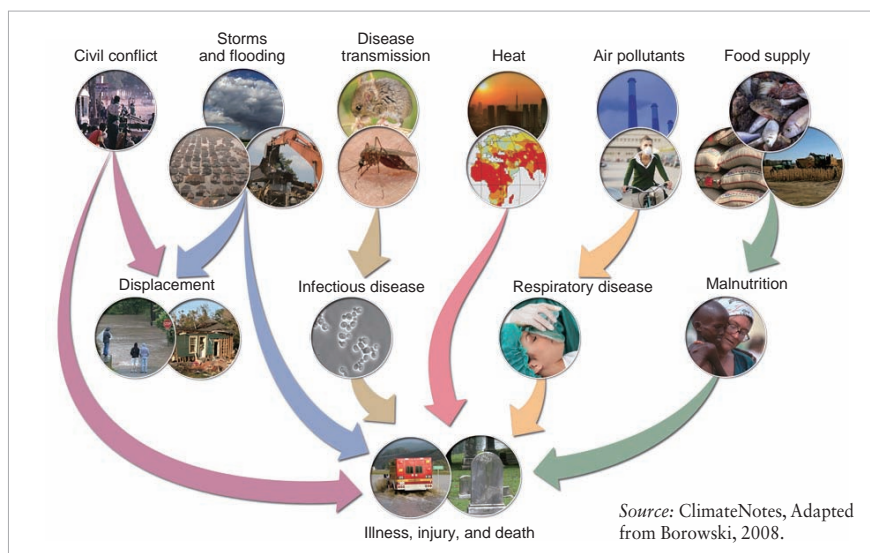 Civil conflict
Storms
and flooding
Disease
transmission
Heat
Air pollutants
Food supply
Displacement
Infectious disease
Respiratory disease
Malnutrition
Illness, injury, and death
Source: ClimateNotes, Adapted
from Borowski, 2008.